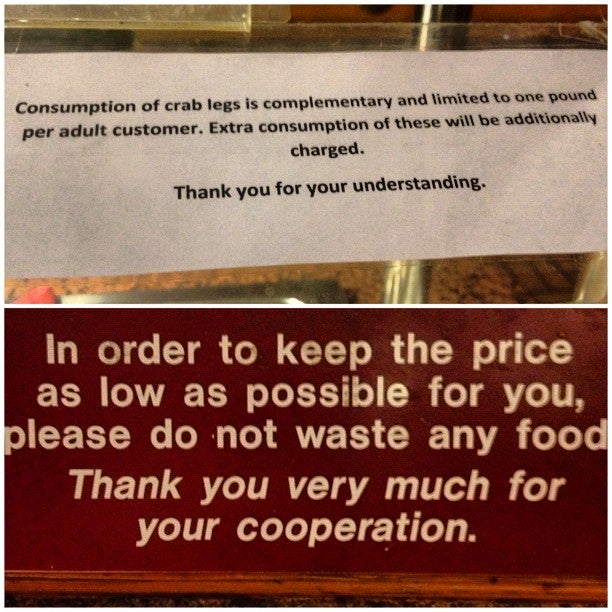 Consumption of crab legs is complementary and limited to one pound
per adult customer. Extra consumption of these will be additionally
charged.
Thank you for your understanding.
In order to keep the price
as low as possible for you,
please do not waste any food
Thank you very much for
your cooperation.